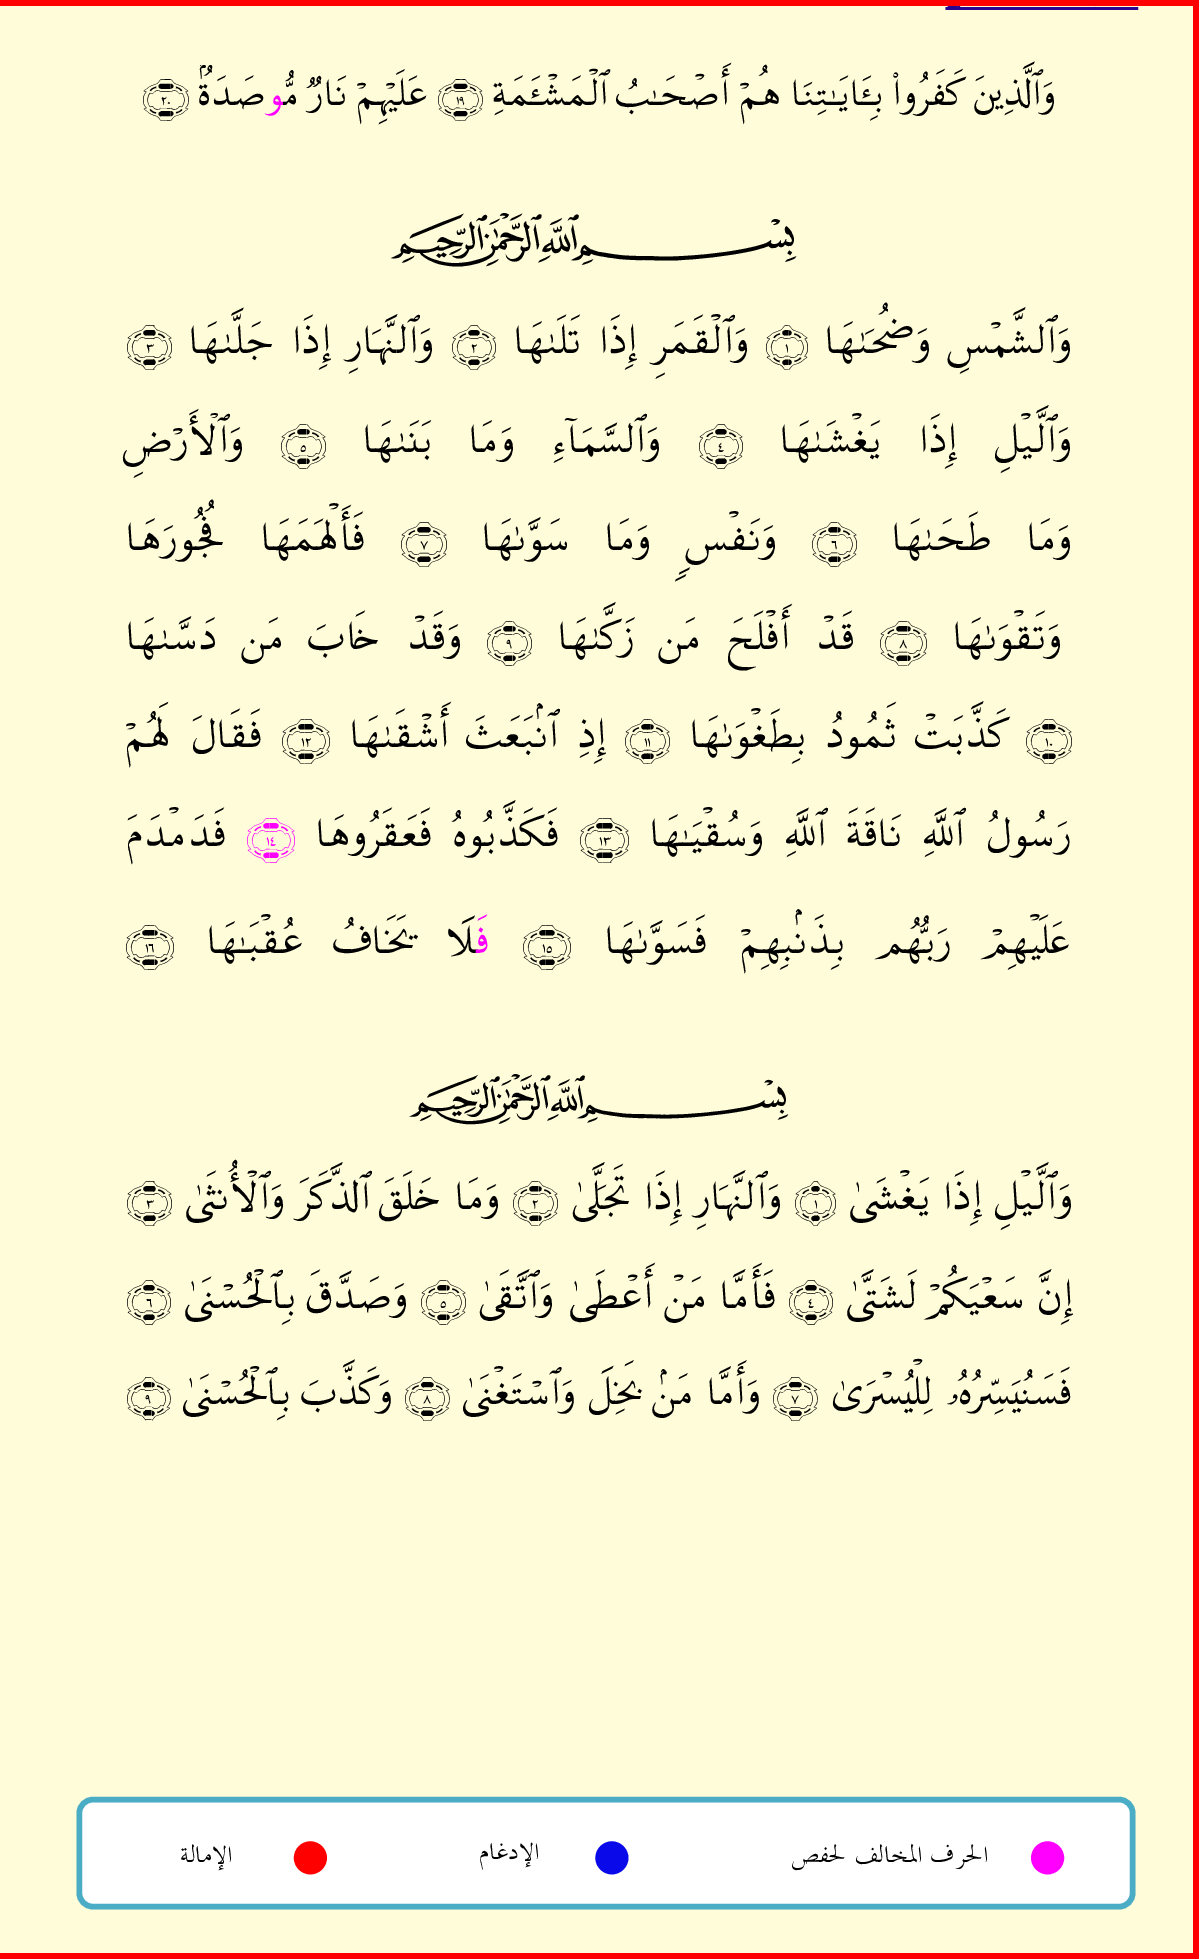 وَٱلَّذِينَ كَفَرُوا۟ بِـَٔايَـٰتِنَا هُمْ أَصْحَـٰبُ ٱلْمَشْـَٔمَةِ ١٩ عَلَيْهِمْ نَارٌ مُّوصَدَةٌۢ ٢٠
بِسْمِ ٱللَّهِ ٱلرَّحْمَـٰنِ ٱلرَّحِيمِ
وَٱلشَّمْسِ وَضُحَىٰهَا ١ وَٱلْقَمَرِ إِذَا تَلَىٰهَا ٢ وَٱلنَّهَارِ إِذَا جَلَّىٰهَا ٣
وَٱلَّيْلِ إِذَا يَغْشَىٰهَا ٤ وَٱلسَّمَآءِ وَمَا بَنَىٰهَا ٥ وَٱلْأَرْضِ
وَمَا طَحَىٰهَا ٦ وَنَفْسٍ وَمَا سَوَّىٰهَا ٧ فَأَلْهَمَهَا فُجُورَهَا
وَتَقْوَىٰهَا ٨ قَدْ أَفْلَحَ مَن زَكَّىٰهَا ٩ وَقَدْ خَابَ مَن دَسَّىٰهَا
١٠ كَذَّبَتْ ثَمُودُ بِطَغْوَىٰهَا ١١ إِذِ ٱنۢبَعَثَ أَشْقَىٰهَا ١٢ فَقَالَ لَهُمْ
رَسُولُ ٱللَّهِ نَاقَةَ ٱللَّهِ وَسُقْيَـٰهَا ١٣ فَكَذَّبُوهُ فَعَقَرُوهَا ١٤ فَدَمْدَمَ
عَلَيْهِمْ رَبُّهُم بِذَنۢبِهِمْ فَسَوَّىٰهَا ١٥ فَلَا يَخَافُ عُقْبَـٰهَا ١٦
بِسْمِ ٱللَّهِ ٱلرَّحْمَـٰنِ ٱلرَّحِيمِ
وَٱلَّيْلِ إِذَا يَغْشَىٰ ١ وَٱلنَّهَارِ إِذَا تَجَلَّىٰ ٢ وَمَا خَلَقَ ٱلذَّكَرَ وَٱلْأُنثَىٰ ٣
إِنَّ سَعْيَكُمْ لَشَتَّىٰ ٤ فَأَمَّا مَنْ أَعْطَىٰ وَٱتَّقَىٰ ٥ وَصَدَّقَ بِٱلْحُسْنَىٰ ٦
فَسَنُيَسِّرُهُۥ لِلْيُسْرَىٰ ٧ وَأَمَّا مَنۢ بَخِلَ وَٱسْتَغْنَىٰ ٨ وَكَذَّبَ بِٱلْحُسْنَىٰ ٩
الحرف المخالف لحفص الإدغام الإمالة